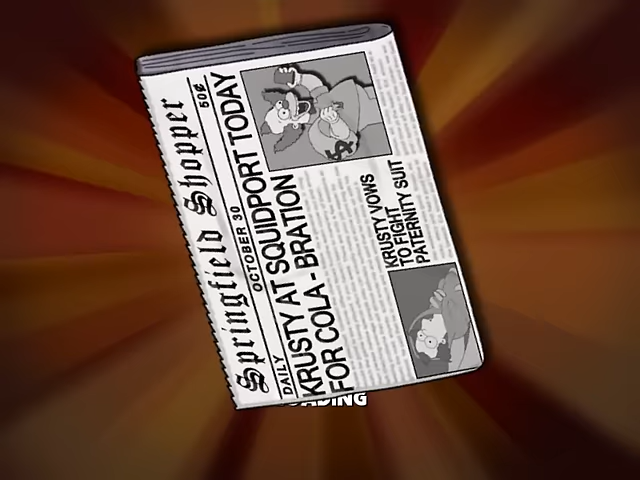 Springfield Shopper
DAILY
OCTOBER 30
50¢
KRUSTY AT SQUIDPORT TODAY
FOR COLA - BRATION
KRUSTY VOWS
TO FIGHT
PATERNITY SUIT